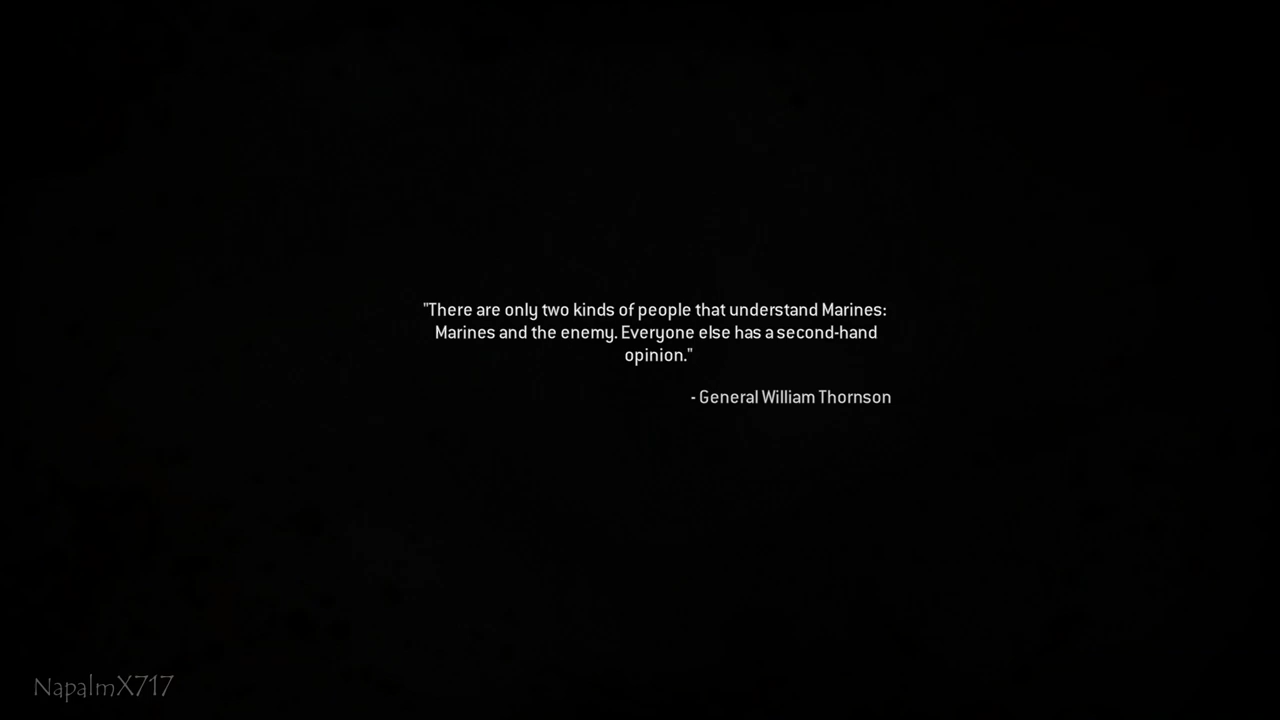 "There are only two kinds of people that understand Marines:
Marines and the enemy. Everyone else has a second-hand
opinion."
- General William Thornson
NapalmX717